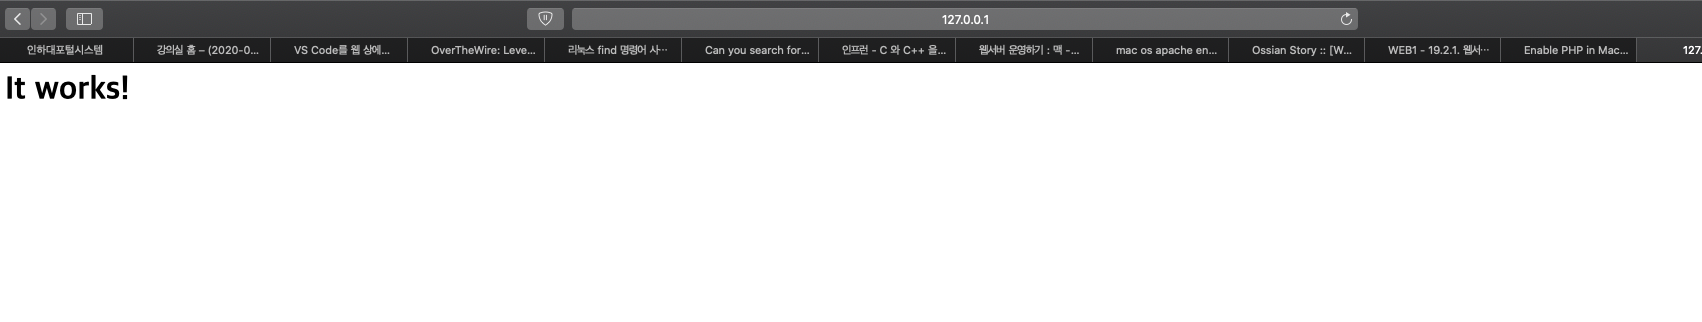 127.0.0.1
인하대포털시스템
강의실 홈 – (2020-0...
VS Code를 웹 상에...
OverTheWire: Leve...
리눅스 find 명령어 사...
Can you search for...
인프런 - C 와 C++ 을...
웹서버 운영하기 : 맥 -...
mac os apache en...
Ossian Story :: [W...
WEB1 - 19.2.1. 웹서...
Enable PHP in Mac...
127.
It works!